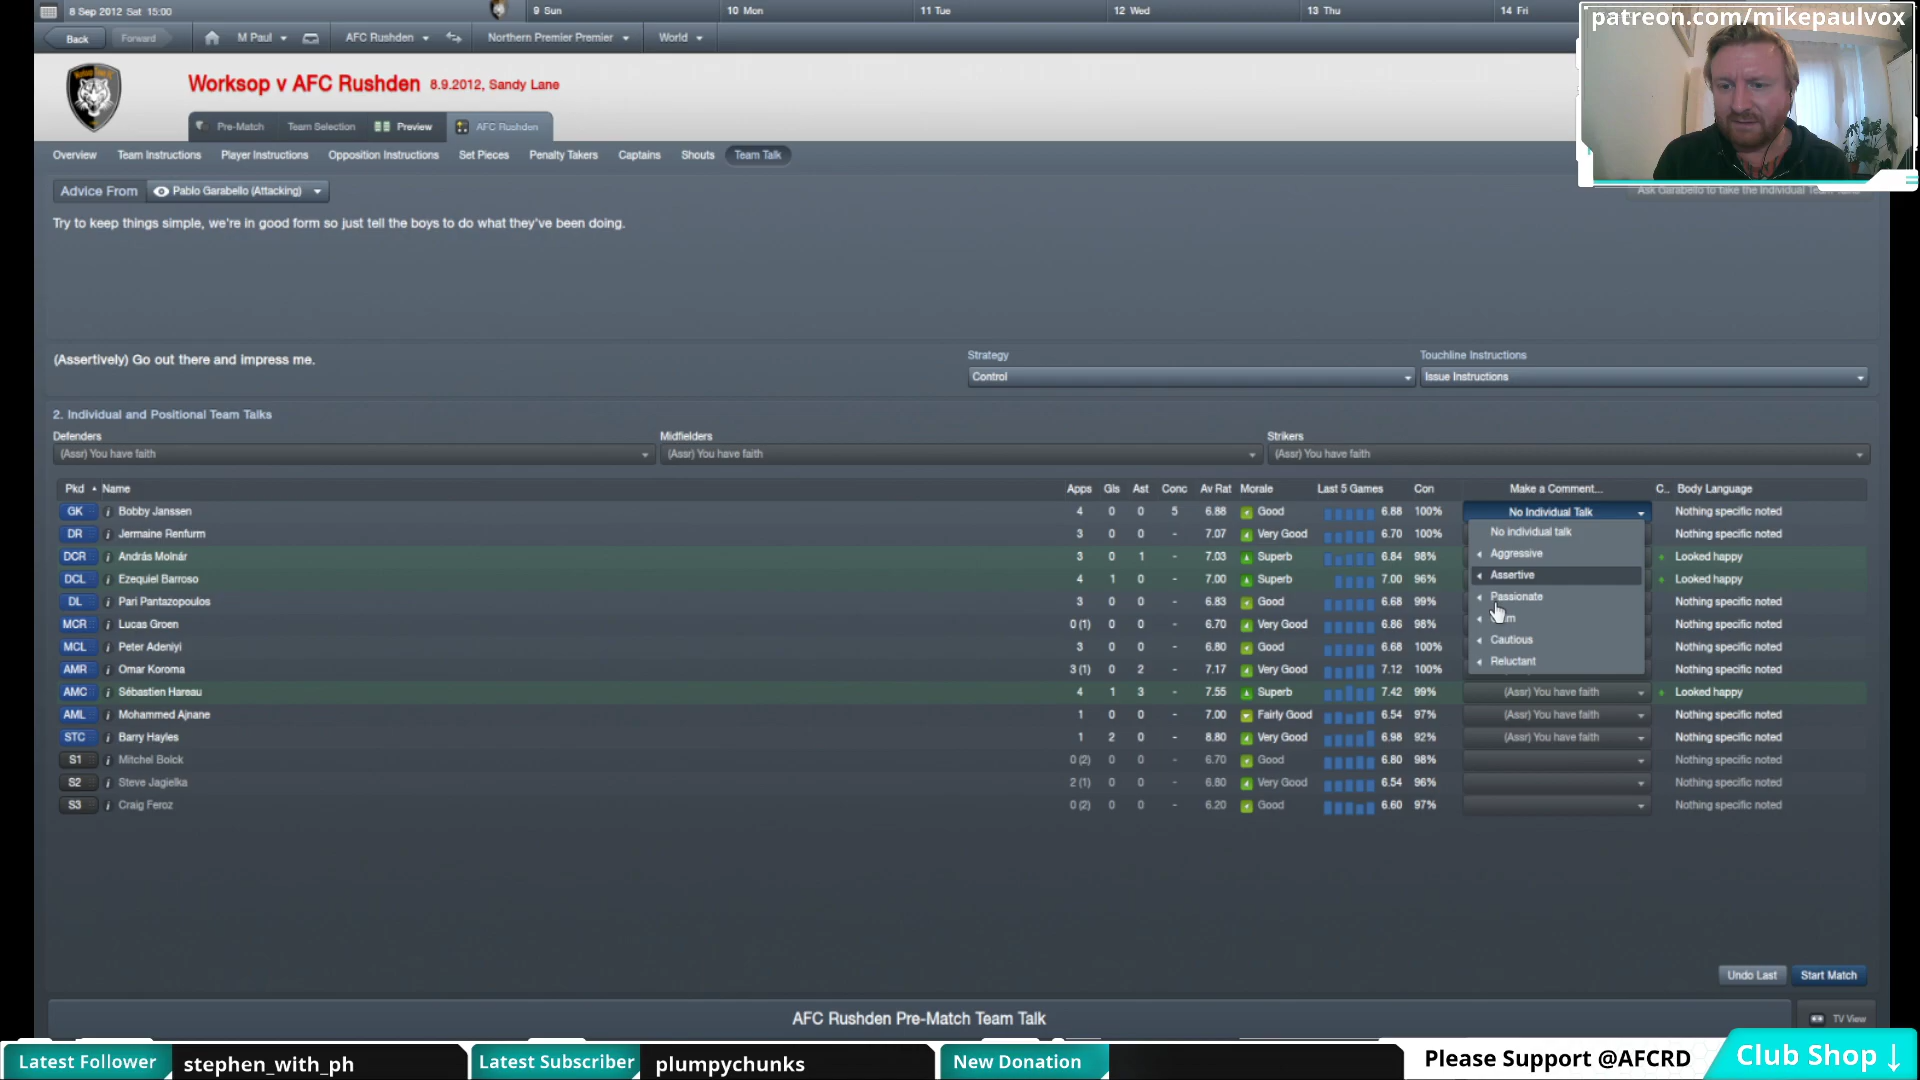 8 Sep 2012 Sat 15:00
9 Sun
10 Mon
11 Tue
12 Wed
13 Thu
14 Fri
patreon.com/mikepaulvox
Back
Forward
M Paul
AFC Rushden
Northern Premier Premier
World
Worksop v AFC Rushden 8.9.2012, Sandy Lane
Pre-Match
Team Selection
Preview
AFC Rushden
Overview
Team Instructions
Player Instructions
Opposition Instructions
Set Pieces
Penalty Takers
Captains
Shouts
Team Talk
Advice From Pablo Garabello (Attacking)
Try to keep things simple, we're in good form so just tell the boys to do what they've been doing.
(Assertively) Go out there and impress me.
Strategy
Control
Touchline Instructions
Issue Instructions
2. Individual and Positional Team Talks
Defenders
(Assr) You have faith
Midfielders
(Assr) You have faith
Strikers
(Assr) You have faith
Pkd Name Apps Gls Ast Conc Av Rat Morale Last 5 Games Con Make a Comment... C.. Body Language
GK i Bobby Janssen 4 0 0 5 6.88 Good 6.88 100% No Individual Talk Nothing specific noted
DR i Jermaine Renfurm 3 0 0 - 7.07 Very Good 6.70 100% Nothing specific noted
DCR i András Molnár 3 0 1 - 7.03 Superb 6.84 98% Looked happy
DCL i Ezequiel Barroso 4 1 0 - 7.00 Superb 7.00 96% Looked happy
DL i Pari Pantazopoulos 3 0 0 - 6.83 Good 6.68 99% Nothing specific noted
MCR i Lucas Groen 0 (1) 0 0 - 6.70 Very Good 6.86 98% Nothing specific noted
MCL i Peter Adeniyi 3 0 0 - 6.80 Good 6.68 100% Nothing specific noted
AMR i Omar Koroma 3 (1) 0 2 - 7.17 Very Good 7.12 100% Nothing specific noted
AMC i Sébastien Hareau 4 1 3 - 7.55 Superb 7.42 99% (Assr) You have faith Looked happy
AML i Mohammed Ajnane 1 0 0 - 7.00 Fairly Good 6.54 97% (Assr) You have faith Nothing specific noted
STC i Barry Hayles 1 2 0 - 8.80 Very Good 6.98 92% (Assr) You have faith Nothing specific noted
S1 i Mitchel Bolck 0 (2) 0 0 - 6.70 Good 6.80 98% Nothing specific noted
S2 i Steve Jagielka 2 (1) 0 0 - 6.80 Very Good 6.54 96% Nothing specific noted
S3 i Craig Feroz 0 (2) 0 0 - 6.20 Good 6.60 97% Nothing specific noted
No individual talk
Aggressive
Assertive
Passionate
Cautious
Reluctant
Undo Last
Start Match
AFC Rushden Pre-Match Team Talk
TV View
Latest Follower
stephen_with_ph
Latest Subscriber
plumpychunks
New Donation
Please Support @AFCRD
Club Shop ↓